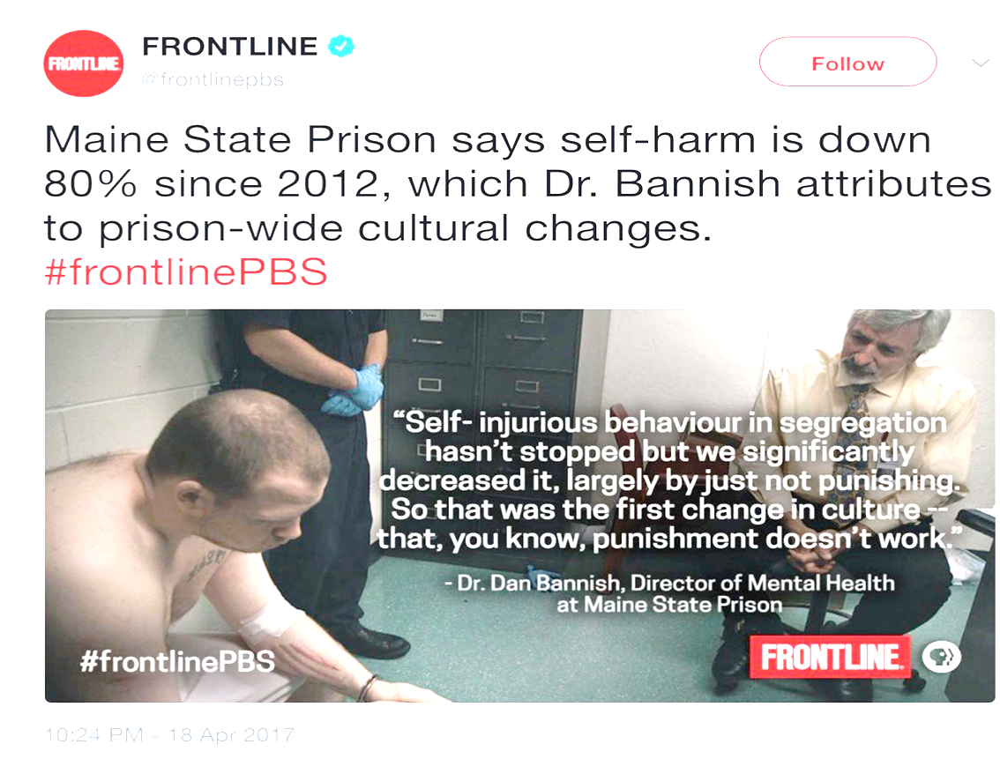 FRONTLINE
FRONTLINE
@frontlinepbs
Follow
Maine State Prison says self-harm is down
80% since 2012, which Dr. Bannish attributes
to prison-wide cultural changes.
#frontlinePBS
“Self- injurious behaviour in segregation
hasn’t stopped but we significantly
decreased it, largely by just not punishing.
So that was the first change in culture --
that, you know, punishment doesn’t work.”
- Dr. Dan Bannish, Director of Mental Health
at Maine State Prison
#frontlinePBS
FRONTLINE
10:24 PM - 18 Apr 2017